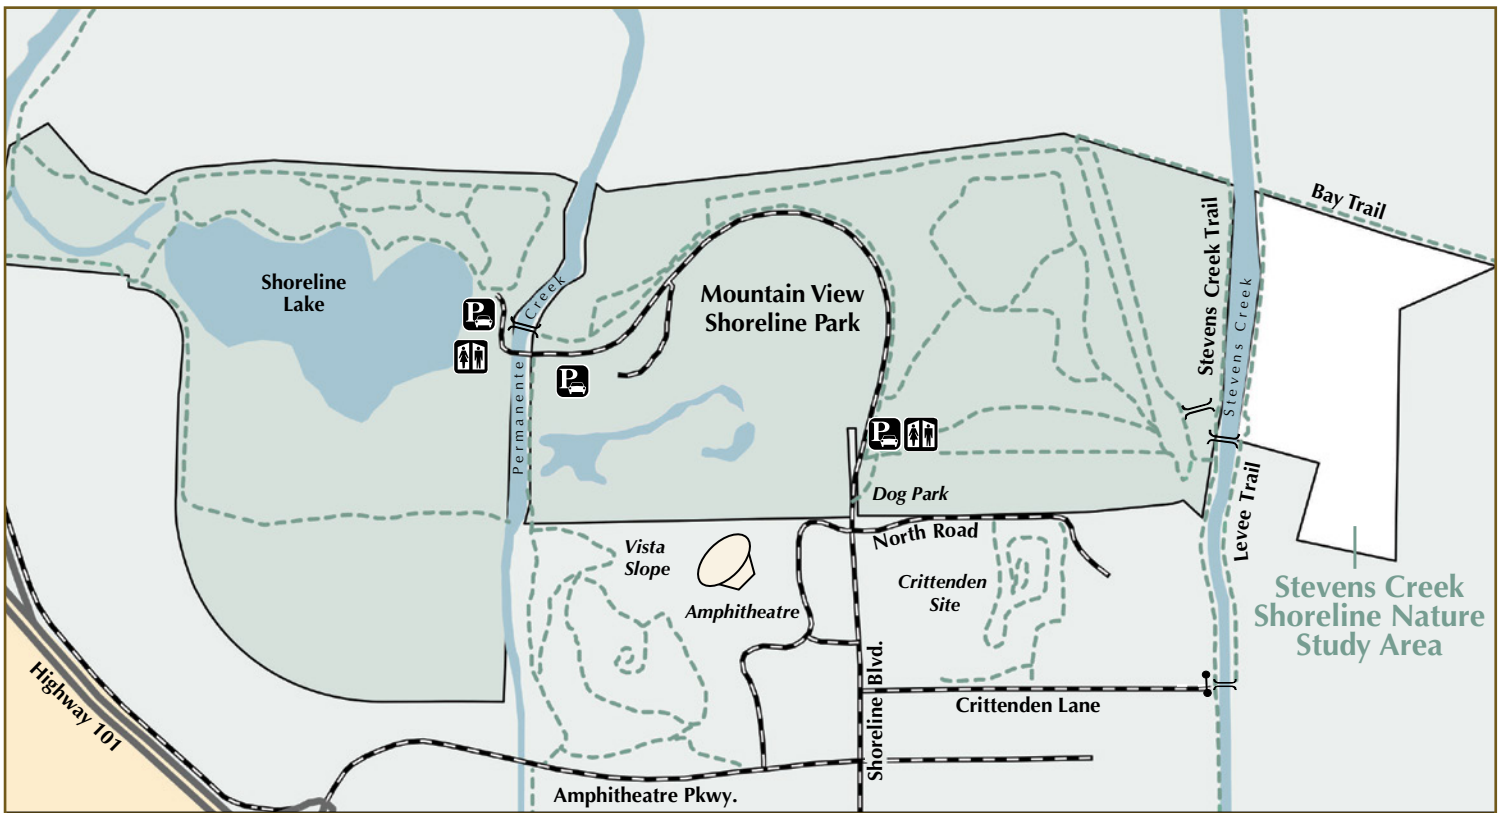 Bay Trail
Stevens Creek Trail
Stevens Creek
Shoreline
Lake
P
Creek
Permanente
Mountain View
Shoreline Park
P
P
Dog Park
North Road
Levee Trail
Vista
Slope
Amphitheatre
Crittenden
Site
Stevens Creek
Shoreline Nature
Study Area
Highway 101
Shoreline Blvd.
Crittenden Lane
Amphitheatre Pkwy.